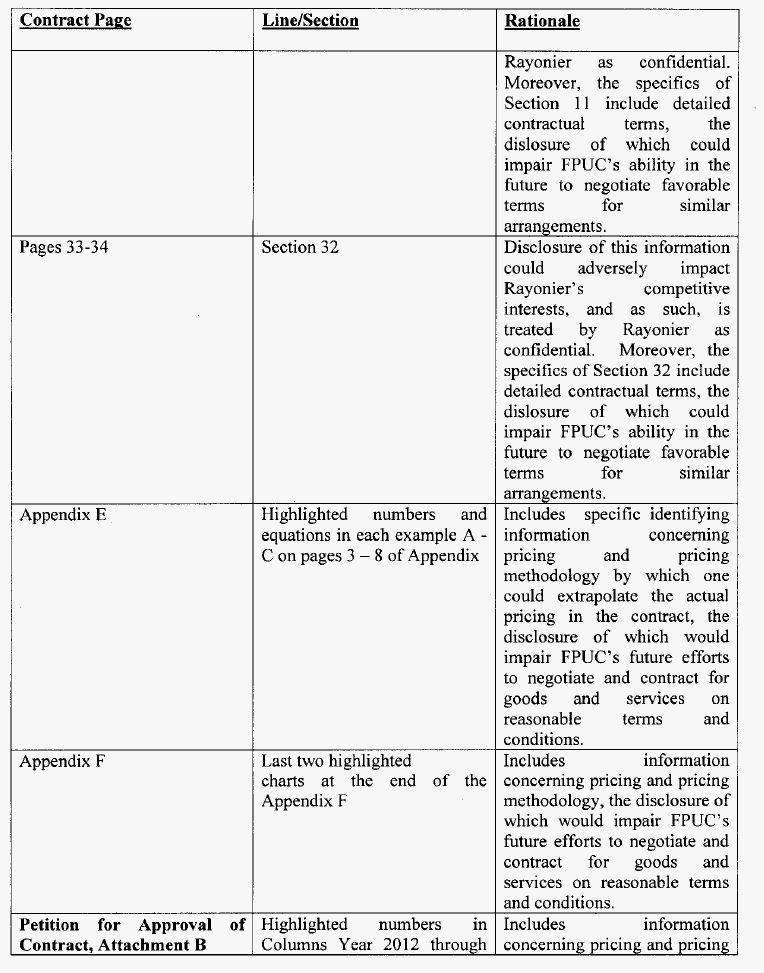 Contract Page
Line/Section
Rationale
Rayonier as confidential.
Moreover, the specifics of
Section 11 include detailed
contractual terms, the
dislosure of which could
impair FPUC's ability in the
future to negotiate favorable
terms for similar
arrangements.
Pages 33-34
Section 32
Disclosure of this information
could adversely impact
Rayonier's competitive
interests, and as such, is
treated by Rayonier as
confidential. Moreover, the
specifics of Section 32 include
detailed contractual terms, the
dislosure of which could
impair FPUC's ability in the
future to negotiate favorable
terms for similar
arrangements.
Appendix E
Highlighted numbers and
equations in each example A -
C on pages 3 – 8 of Appendix
Includes specific identifying
information concerning
pricing and pricing
methodology by which one
could extrapolate the actual
pricing in the contract, the
disclosure of which would
impair FPUC's future efforts
to negotiate and contract for
goods and services on
reasonable terms and
conditions.
Appendix F
Last two highlighted
charts at the end of the
Appendix F
Includes information
concerning pricing and pricing
methodology, the disclosure of
which would impair FPUC's
future efforts to negotiate and
contract for goods and
services on reasonable terms
and conditions.
Petition for Approval of
Contract, Attachment B
Highlighted numbers in
Columns Year 2012 through
Includes information
concerning pricing and pricing